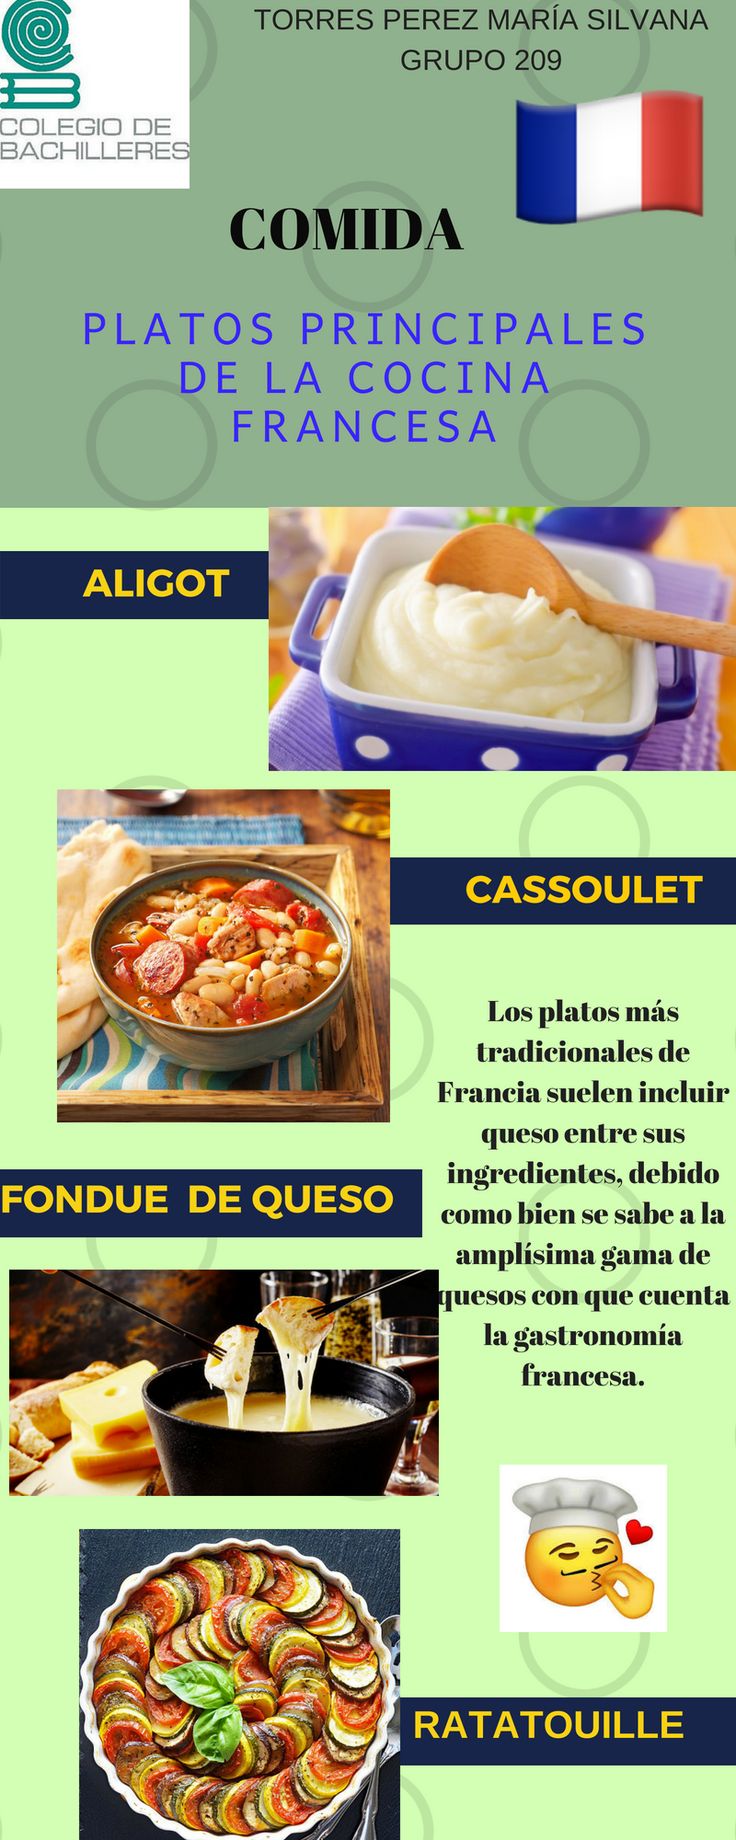 COLEGIO DE
BACHILLERES
TORRES PEREZ MARÍA SILVANA
GRUPO 209
COMIDA
PLATOS PRINCIPALES
DE LA COCINA
FRANCESA
ALIGOT
CASSOULET
Los platos más
tradicionales de
Francia suelen incluir
queso entre sus
ingredientes, debido
como bien se sabe a la
amplísima gama de
quesos con que cuenta
la gastronomía
francesa.
FONDUE DE QUESO
RATATOUILLE